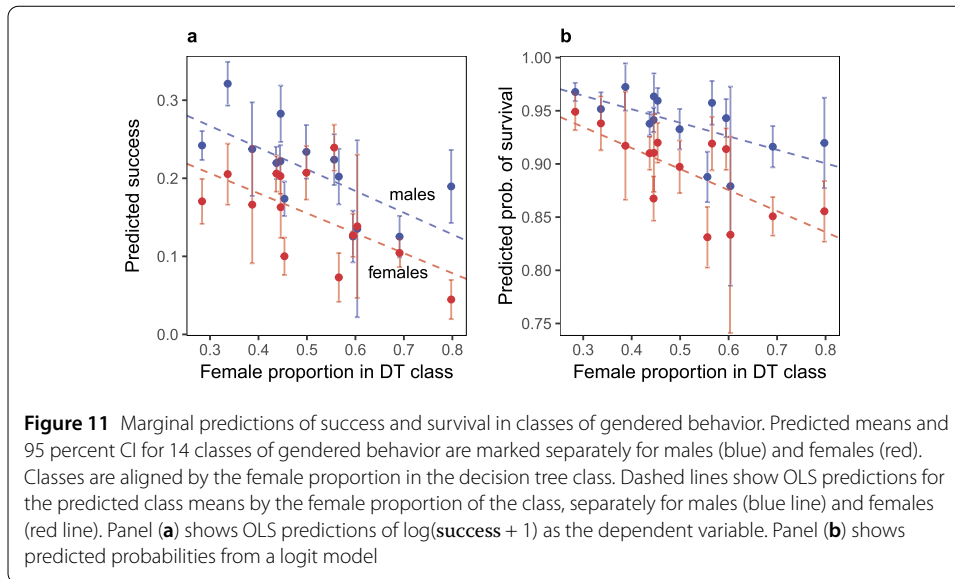 a
b
Predicted success
0.3
0.2
0.1
0.0
males
females
0.3 0.4 0.5 0.6 0.7 0.8
Female proportion in DT class
Predicted prob. of survival
1.00
0.95
0.90
0.85
0.80
0.75
0.3 0.4 0.5 0.6 0.7 0.8
Female proportion in DT class
Figure 11 Marginal predictions of success and survival in classes of gendered behavior. Predicted means and
95 percent CI for 14 classes of gendered behavior are marked separately for males (blue) and females (red).
Classes are aligned by the female proportion in the decision tree class. Dashed lines show OLS predictions for
the predicted class means by the female proportion of the class, separately for males (blue line) and females
(red line). Panel (a) shows OLS predictions of log(success + 1) as the dependent variable. Panel (b) shows
predicted probabilities from a logit model